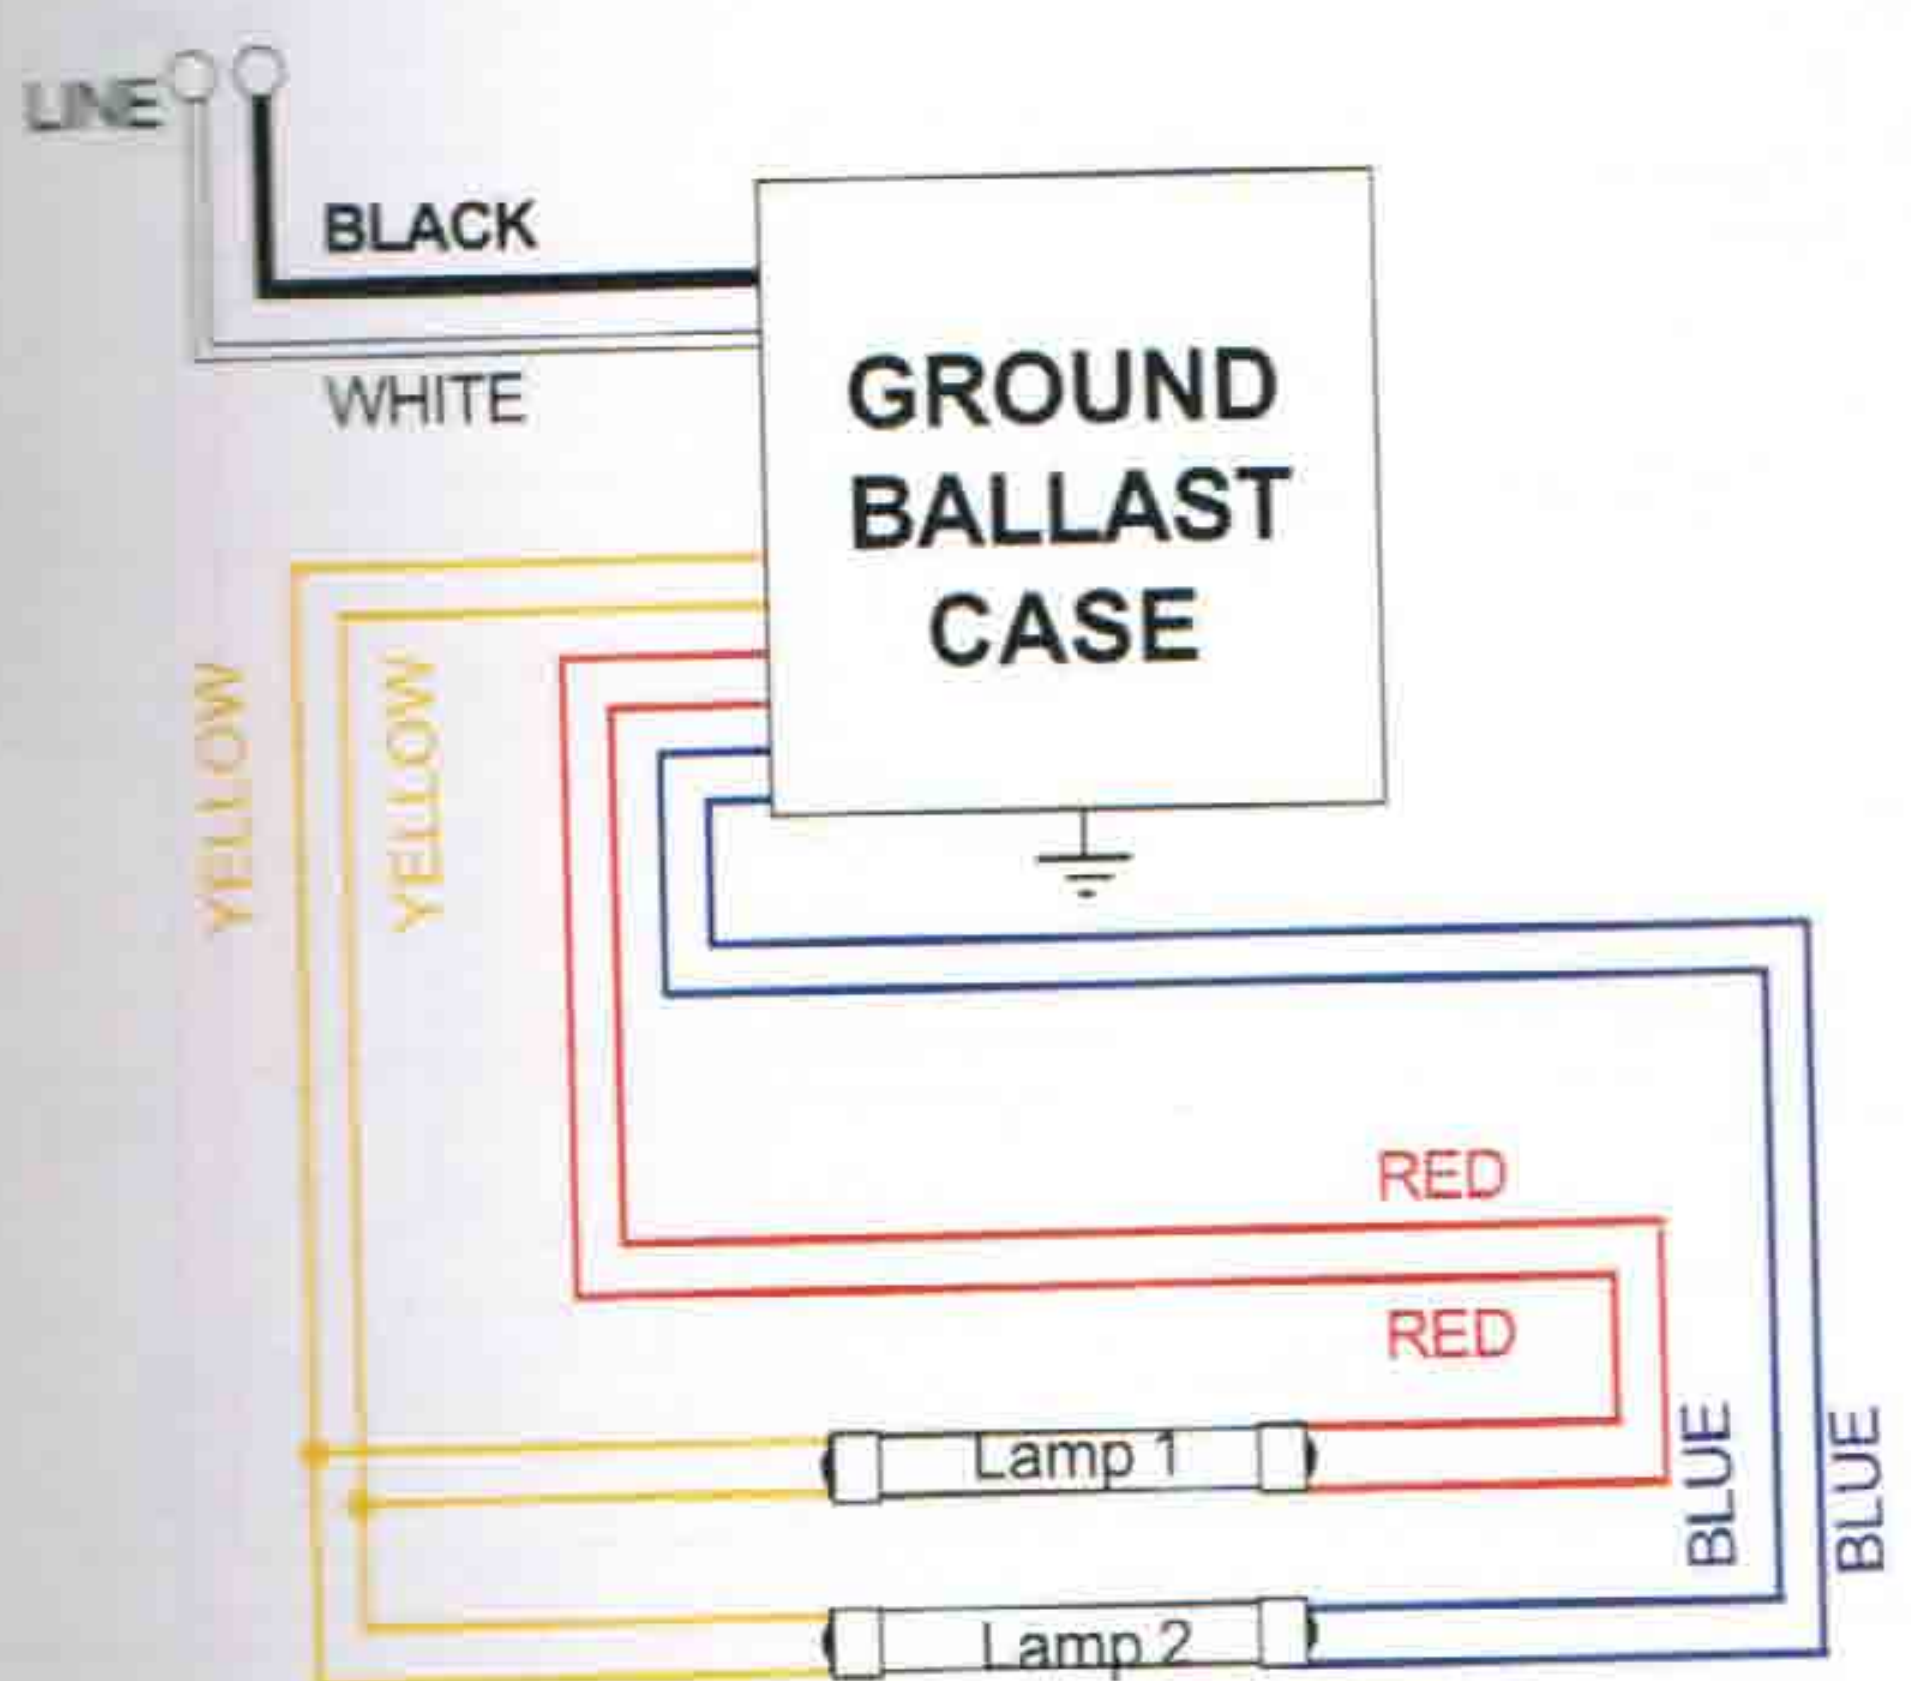 LINE
BLACK
WHITE
GROUND
BALLAST
CASE
YELLOW
YELLOW
RED
RED
BLUE
BLUE
Lamp 1
Lamp 2